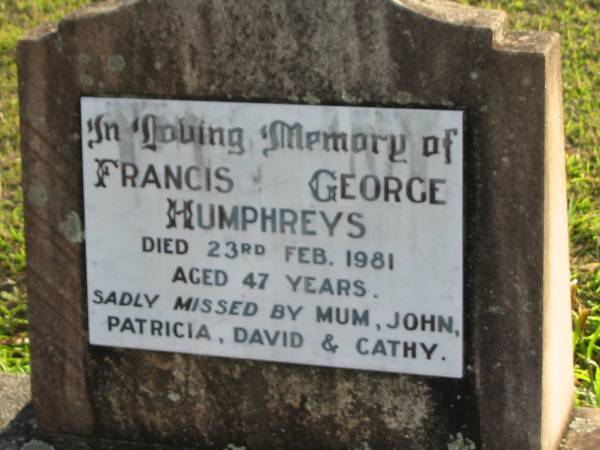 In Loving Memory of
FRANCIS GEORGE
HUMPHREYS
DIED 23RD FEB. 1981
AGED 47 YEARS.
SADLY MISSED BY MUM, JOHN,
PATRICIA, DAVID & CATHY.